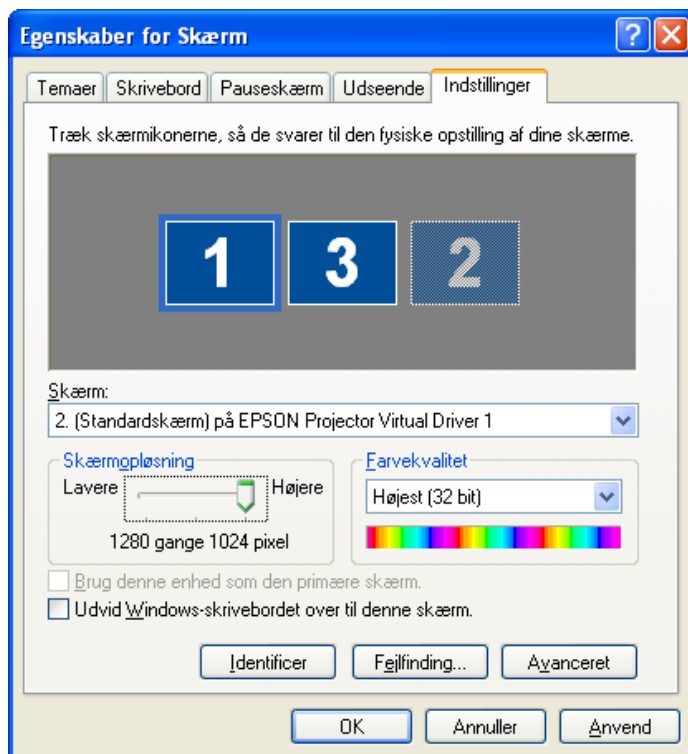 Egenskaber for Skærm
Temaer Skrivebord Pauseskærm Udseende Indstillinger
Træk skærmikonerne, så de svarer til den fysiske opstilling af dine skærme.
1 3 2
Skærm:
2. (Standardskærm) på EPSON Projector Virtual Driver 1
Skærmopløsning Farvekvalitet
Lavere Højere Højest (32 bit)
1280 gange 1024 pixel
Brug denne enhed som den primære skærm.
Udvid Windows-skrivebordet over til denne skærm.
Identificer Fejlfinding... Avanceret
OK Annuller Anvend